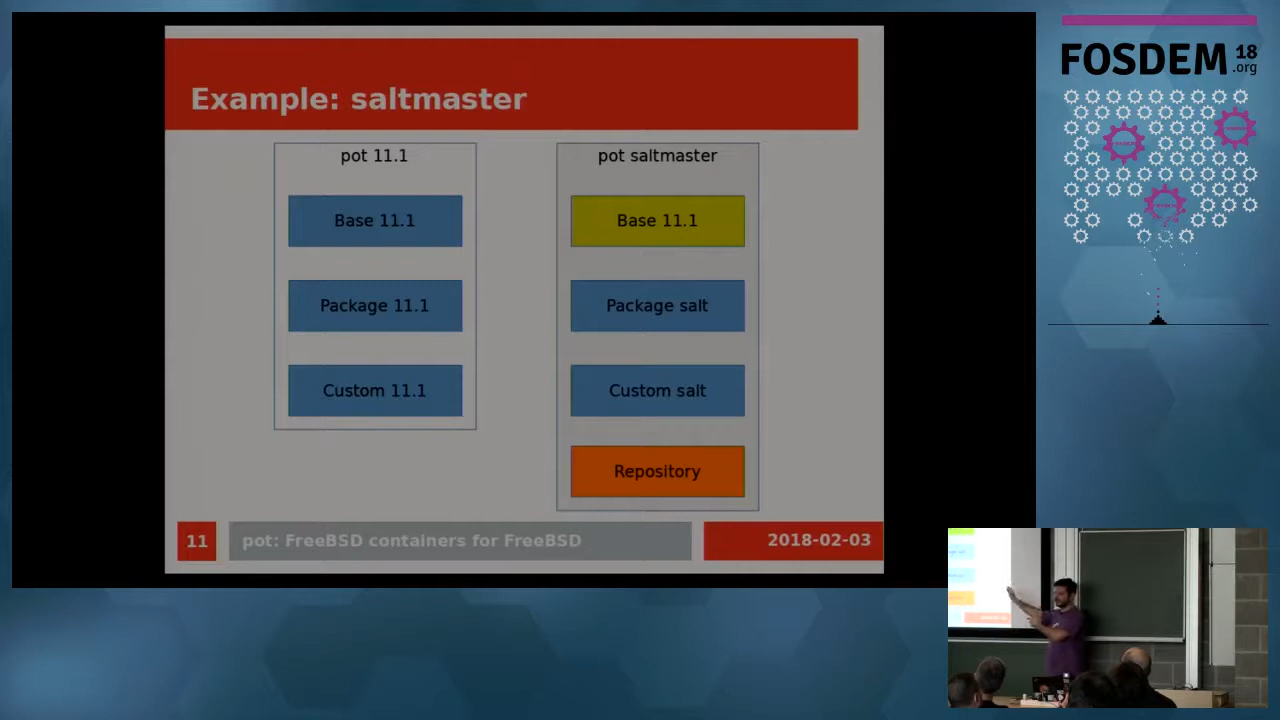 Example: saltmaster
pot 11.1
Base 11.1
Package 11.1
Custom 11.1
pot saltmaster
Base 11.1
Package salt
Custom salt
Repository
11
pot: FreeBSD containers for FreeBSD
2018-02-03
FOSDEM 18
.org